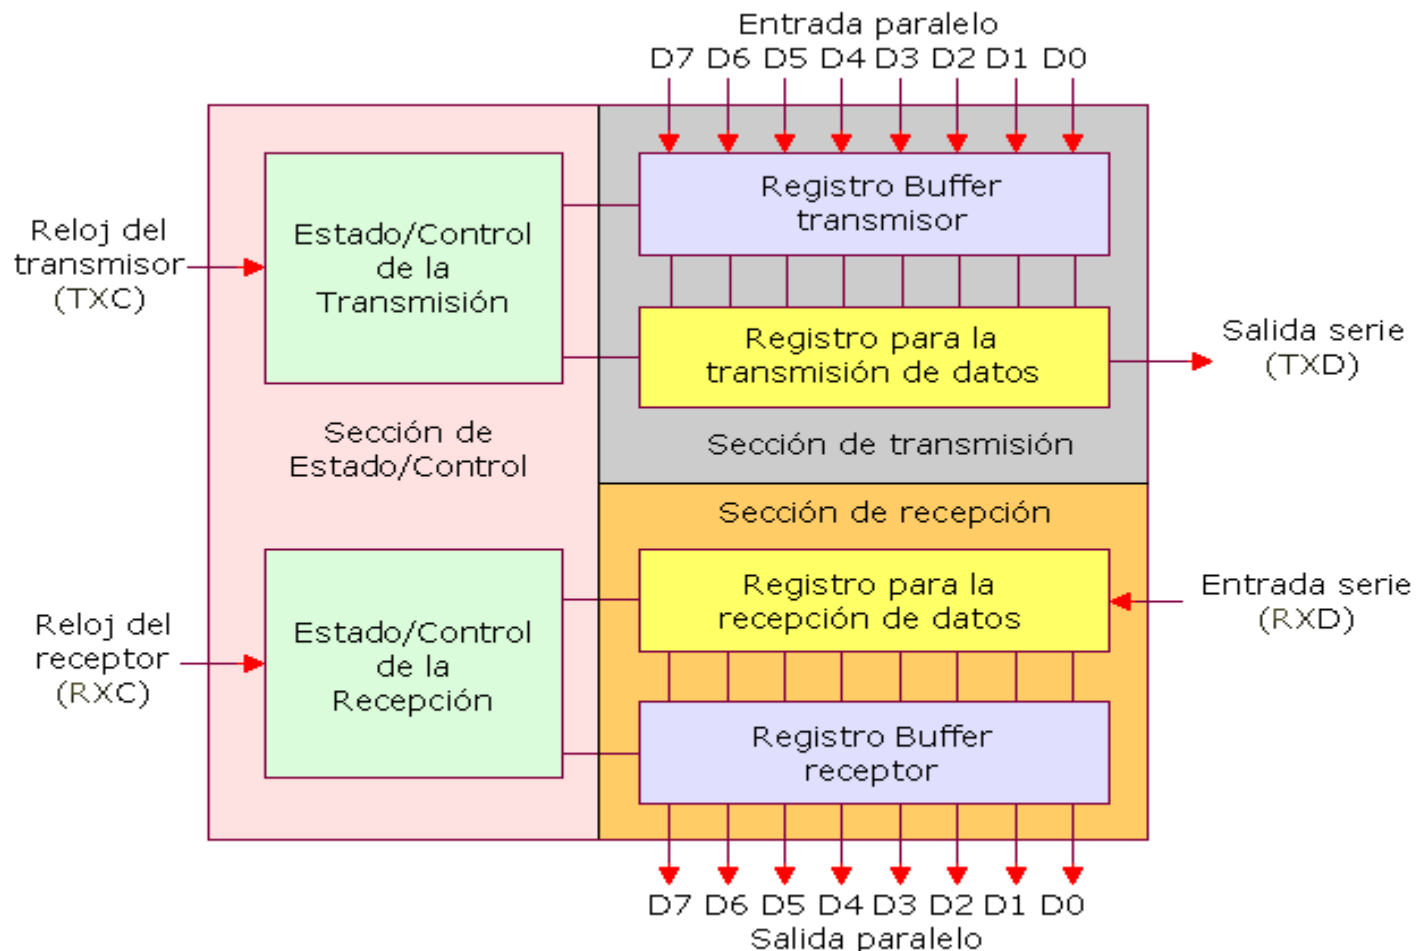 Entrada paralelo
D7 D6 D5 D4 D3 D2 D1 D0
Registro Buffer
transmisor
Estado/Control
de la
Transmisión
Reloj del
transmisor
(TXC)
Registro para la
transmisión de datos
Salida serie
(TXD)
Sección de
Estado/Control
Sección de transmisión
Sección de recepción
Registro para la
recepción de datos
Entrada serie
(RXD)
Estado/Control
de la
Recepción
Reloj del
receptor
(RXC)
Registro Buffer
receptor
D7 D6 D5 D4 D3 D2 D1 D0
Salida paralelo